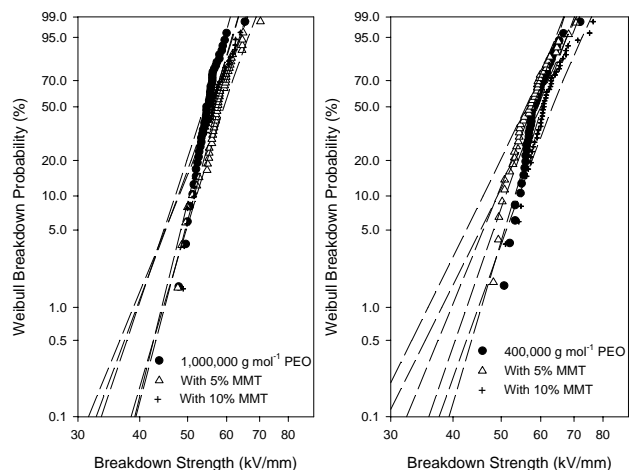 99.0
95.0
70.0
50.0
20.0
10.0
5.0
1.0
0.5
0.1
Weibull Breakdown Probability (%)
1,000,000 g mol⁻¹ PEO
With 5% MMT
With 10% MMT
30 40 50 60 70 80
Breakdown Strength (kV/mm)
99.0
95.0
70.0
50.0
20.0
10.0
5.0
1.0
0.5
0.1
Weibull Breakdown Probability (%)
400,000 g mol⁻¹ PEO
With 5% MMT
With 10% MMT
30 40 50 60 70 80
Breakdown Strength (kV/mm)